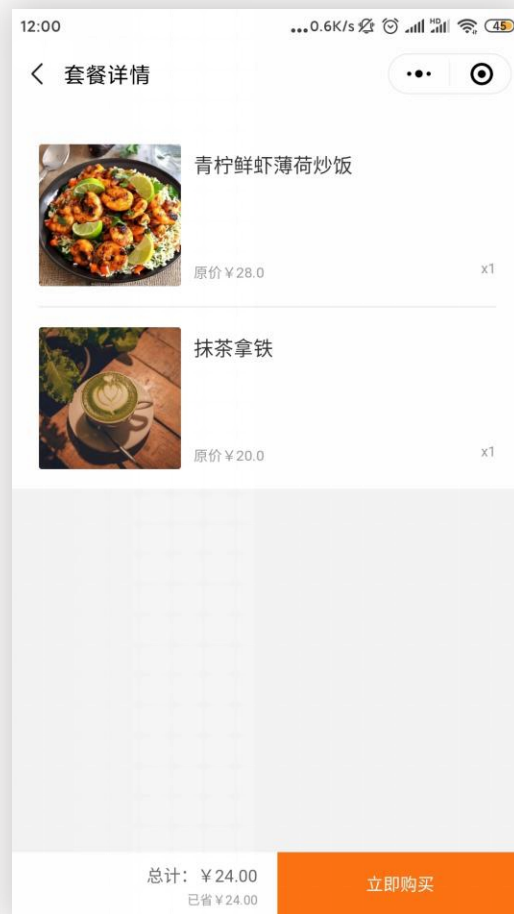 12:00
...0.6K/s
HD
45
套餐详情
青柠鲜虾薄荷炒饭
原价￥28.0
x1
抹茶拿铁
原价￥20.0
x1
总计：￥24.00
已省￥24.00
立即购买